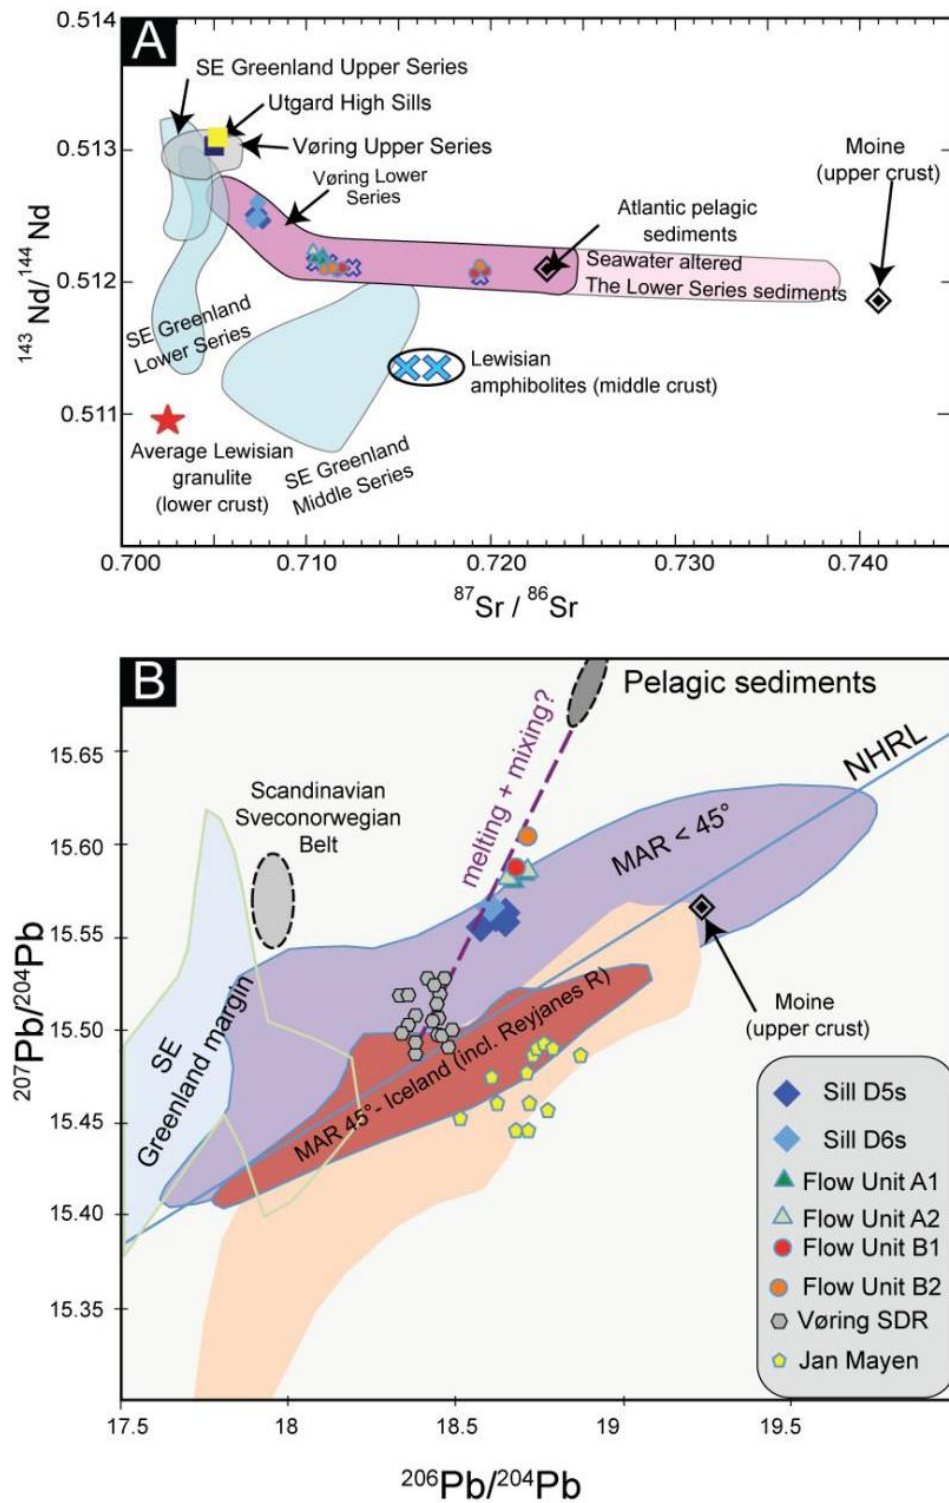 A
0.514
0.513
0.512
0.511
143 Nd/ 144 Nd
SE Greenland Upper Series
Utgard High Sills
Vøring Upper Series
Vøring Lower
Series
Moine
(upper crust)
Atlantic pelagic
sediments
Seawater altered
The Lower Series sediments
SE Greenland
Lower Series
Lewisian
amphibolites (middle crust)
Average Lewisian
granulite
(lower crust)
SE Greenland
Middle Series
0.700
0.710
0.720
0.730
0.740
87Sr / 86Sr
B
Pelagic sediments
melting + mixing?
NHRL
15.65
15.60
15.55
15.50
15.45
15.40
15.35
207Pb/204Pb
Scandinavian
Sveconorwegian
Belt
MAR < 45°
SE
Greenland margin
MAR 45°- Iceland (incl. Reyjanes R)
Moine
(upper crust)
Sill D5s
Sill D6s
Flow Unit A1
Flow Unit A2
Flow Unit B1
Flow Unit B2
Vøring SDR
Jan Mayen
17.5
18
18.5
19
19.5
206Pb/204Pb